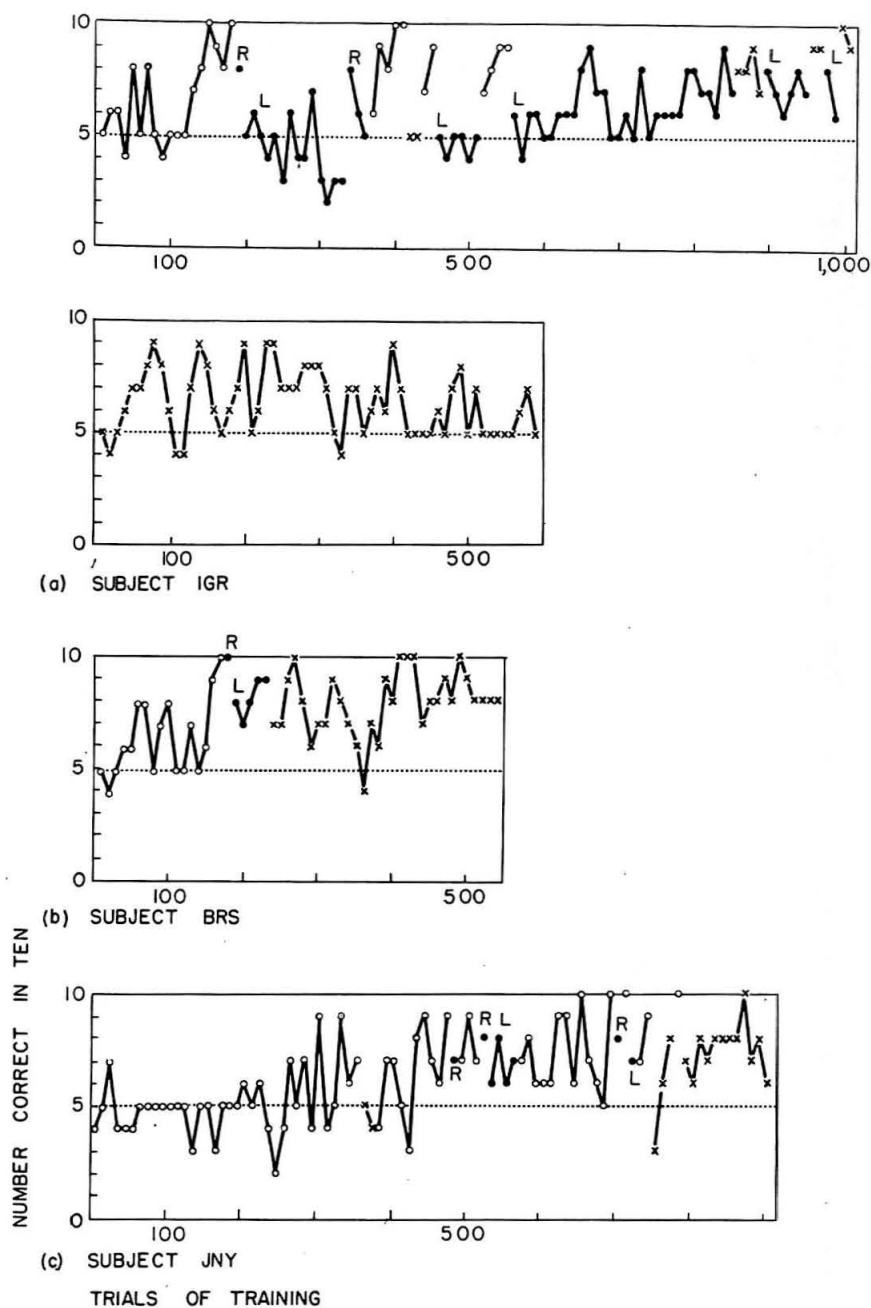 10
R
R
L
L
L
L
L
5
0
100
500
1,000
10
5
0
100
500
(a) SUBJECT IGR
10
R
L
5
0
100
500
(b) SUBJECT BRS
NUMBER CORRECT IN TEN
10
R
L
R
R
L
5
0
100
500
(c) SUBJECT JNY
TRIALS OF TRAINING